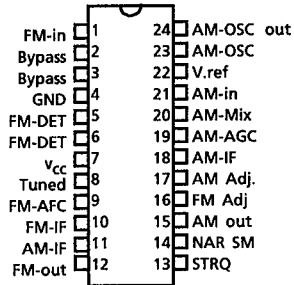 FM-in 1 24 AM-OSC out
Bypass 2 23 AM-OSC
Bypass 3 22 V.ref
GND 4 21 AM-in
FM-DET 5 20 AM-Mix
FM-DET 6 19 AM-AGC
VCC 7 18 AM-IF
Tuned 8 17 AM Adj.
FM-AFC 9 16 FM Adj
FM-IF 10 15 AM out
AM-IF 11 14 NAR SM
FM-out 12 13 STRQ